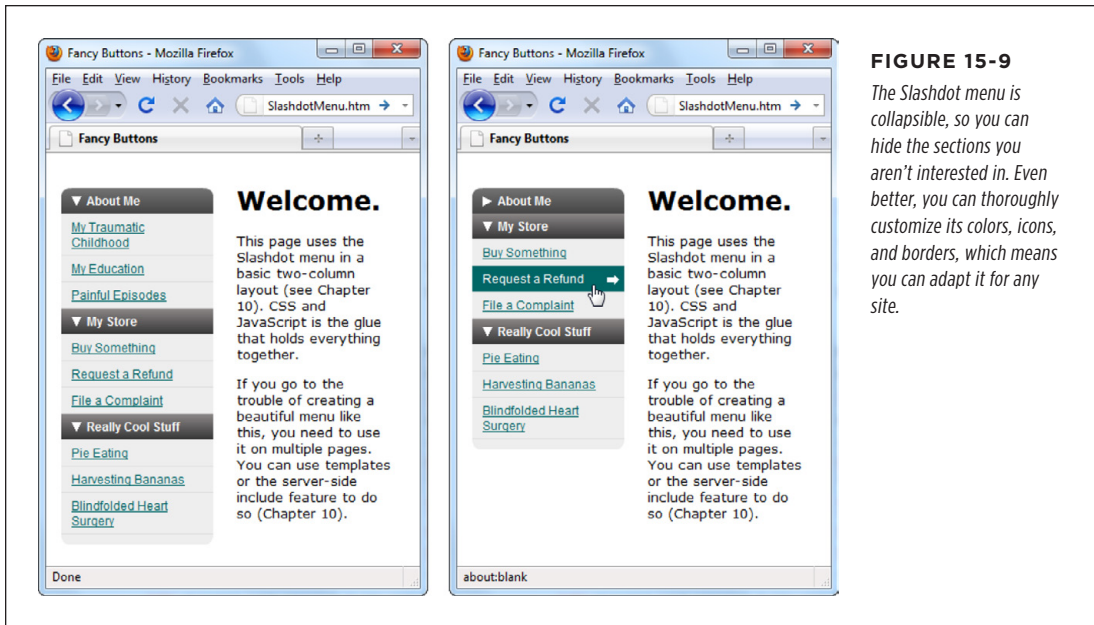 Fancy Buttons - Mozilla Firefox
File Edit View History Bookmarks Tools Help
SlashdotMenu.htm
Fancy Buttons
▼ About Me
My Traumatic
Childhood
My Education
Painful Episodes
▼ My Store
Buy Something
Request a Refund
File a Complaint
▼ Really Cool Stuff
Pie Eating
Harvesting Bananas
Blindfolded Heart
Surgery
Welcome.
This page uses the
Slashdot menu in a
basic two-column
layout (see Chapter
10). CSS and
JavaScript is the glue
that holds everything
together.
If you go to the
trouble of creating a
beautiful menu like
this, you need to use
it on multiple pages.
You can use templates
or the server-side
include feature to do
so (Chapter 10).
Done
Fancy Buttons - Mozilla Firefox
File Edit View History Bookmarks Tools Help
SlashdotMenu.htm
Fancy Buttons
► About Me
▼ My Store
Buy Something
Request a Refund
File a Complaint
▼ Really Cool Stuff
Pie Eating
Harvesting Bananas
Blindfolded Heart
Surgery
Welcome.
This page uses the
Slashdot menu in a
basic two-column
layout (see Chapter
10). CSS and
JavaScript is the glue
that holds everything
together.
If you go to the
trouble of creating a
beautiful menu like
this, you need to use
it on multiple pages.
You can use templates
or the server-side
include feature to do
so (Chapter 10).
about:blank
FIGURE 15-9
The Slashdot menu is
collapsible, so you can
hide the sections you
aren't interested in. Even
better, you can thoroughly
customize its colors, icons,
and borders, which means
you can adapt it for any
site.